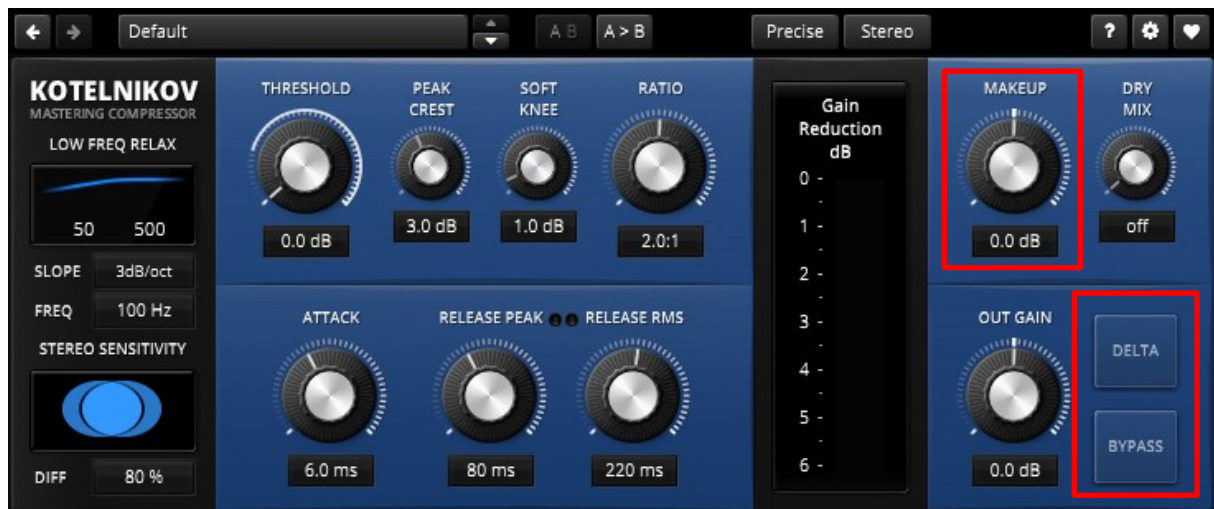 Default
A B
A > B
Precise
Stereo
?
KOTELNIKOV
MASTERING COMPRESSOR
LOW FREQ RELAX
50 500
SLOPE 3dB/oct
FREQ 100 Hz
STEREO SENSITIVITY
DIFF 80 %
THRESHOLD
0.0 dB
PEAK
CREST
3.0 dB
SOFT
KNEE
1.0 dB
RATIO
2.0:1
ATTACK
6.0 ms
RELEASE PEAK
80 ms
RELEASE RMS
220 ms
Gain
Reduction
dB
0 -
-
1 -
-
2 -
-
3 -
-
4 -
-
5 -
-
6 -
MAKEUP
0.0 dB
DRY
MIX
off
OUT GAIN
0.0 dB
DELTA
BYPASS